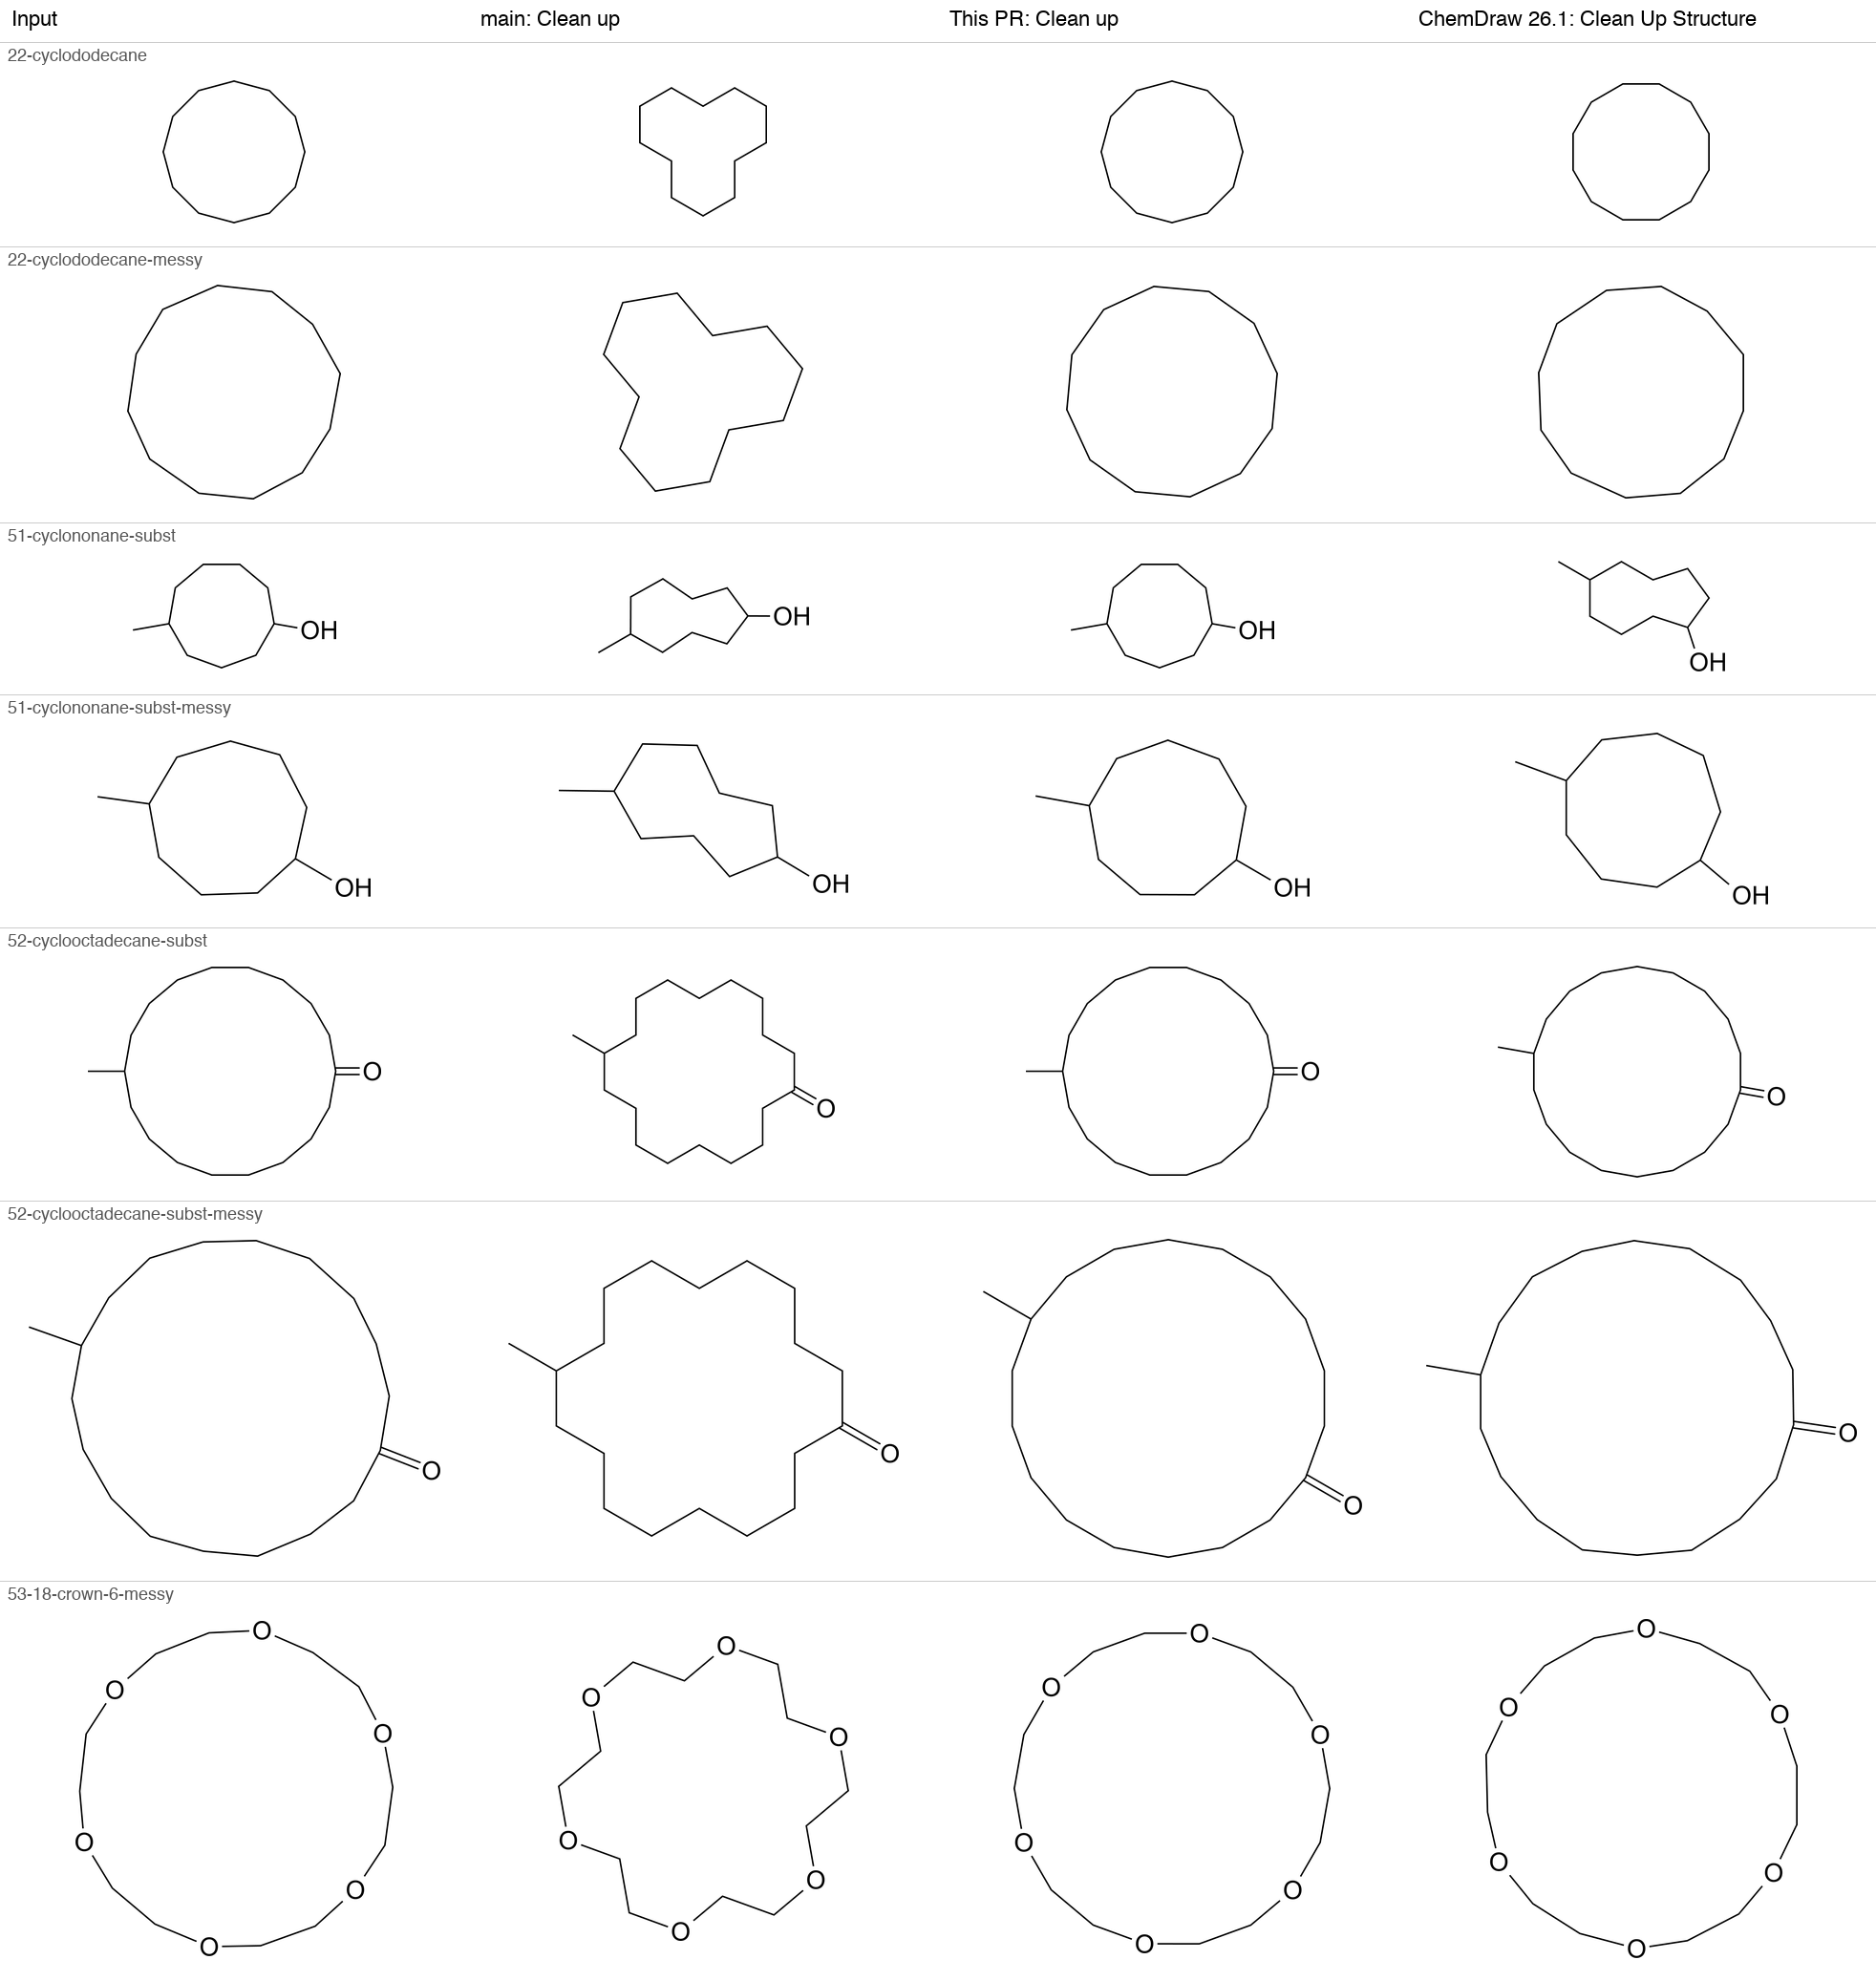 Input main: Clean up This PR: Clean up ChemDraw 26.1: Clean Up Structure
22-cyclododecane
22-cyclododecane-messy
51-cyclononane-subst
OH OH OH OH
51-cyclononane-subst-messy
OH OH OH OH
52-cyclooctadecane-subst
O O O O
52-cyclooctadecane-subst-messy
O O O O
53-18-crown-6-messy
O O O O
O O O O
O O O O
O O O O
O O O O
O O O O